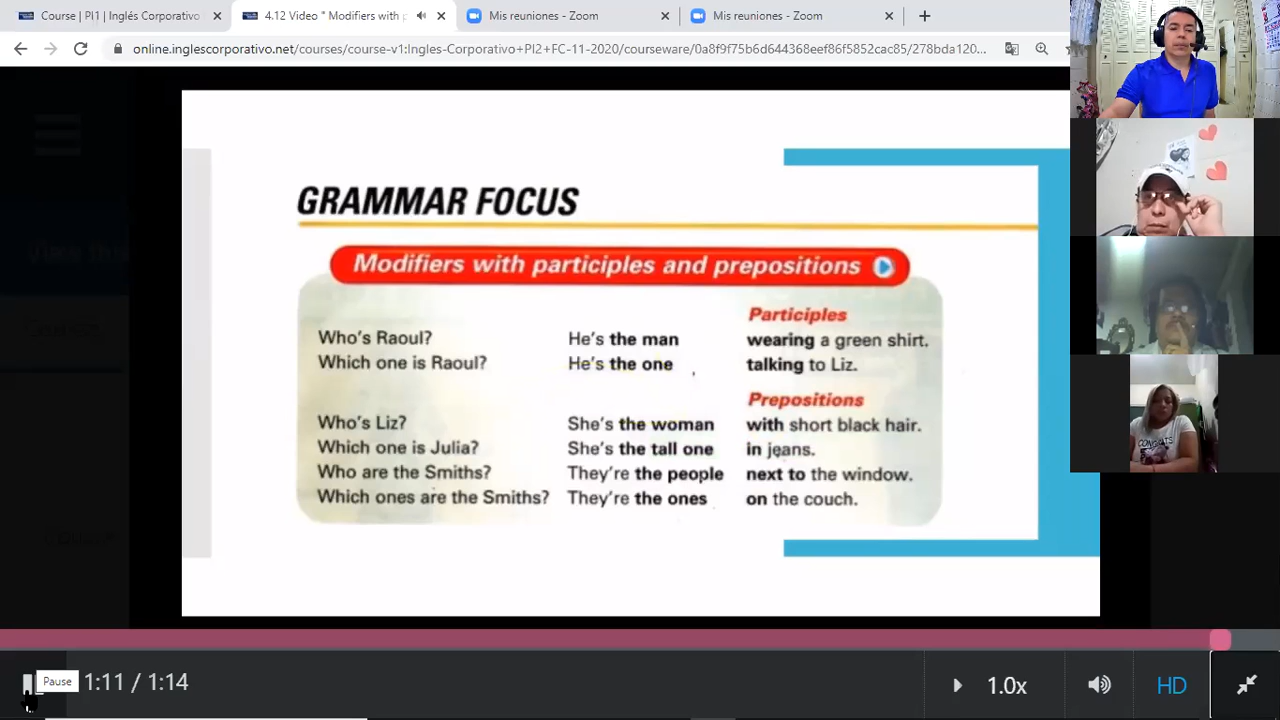 Course | PI1 | Inglés Corporativo
4.12 Video " Modifiers with p
Mis reuniones - Zoom
Mis reuniones - Zoom
online.inglescorporativo.net/courses/course-v1:Ingles-Corporativo+PI2+FC-11-2020/courseware/0a8f9f75b6d644368eef86f5852cac85/278bda120...
GRAMMAR FOCUS
Modifiers with participles and prepositions
Participles
Who's Raoul? He's the man wearing a green shirt.
Which one is Raoul? He's the one talking to Liz.
Prepositions
Who's Liz? She's the woman with short black hair.
Which one is Julia? She's the tall one in jeans.
Who are the Smiths? They're the people next to the window.
Which ones are the Smiths? They're the ones on the couch.
Pause
1:11 / 1:14
1.0x
HD